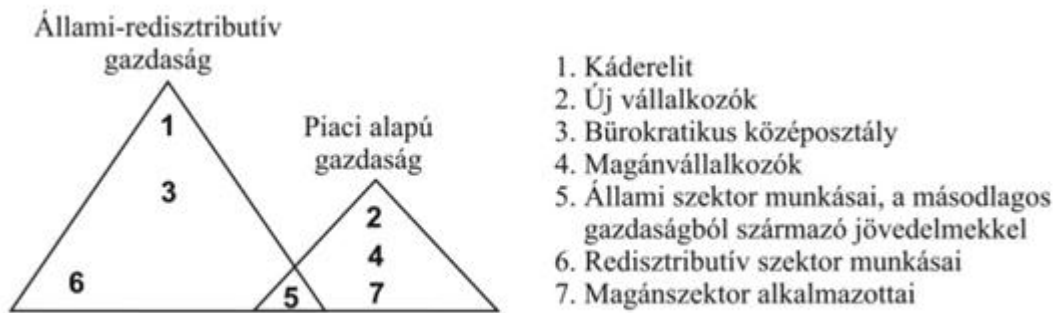 Állami-redisztributív
gazdaság
1
3
6
5
Piaci alapú
gazdaság
2
4
7
1. Káderelit
2. Új vállalkozók
3. Bürokratikus középosztály
4. Magánvállalkozók
5. Állami szektor munkásai, a másodlagos
gazdaságból származó jövedelmekkel
6. Redisztributív szektor munkásai
7. Magánszektor alkalmazottai